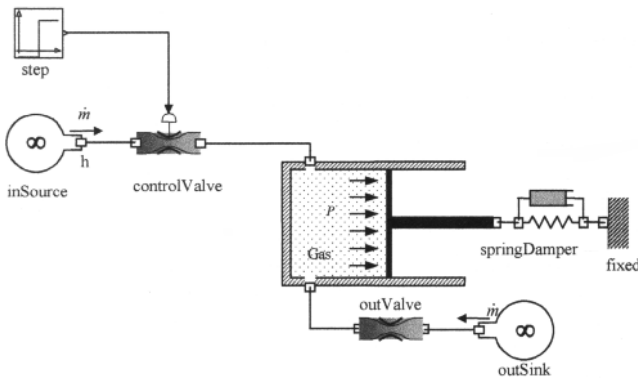 step
ṁ
∞
h
inSource
controlValve
P
Gas
springDamper
fixed
outValve
ṁ
∞
outSink